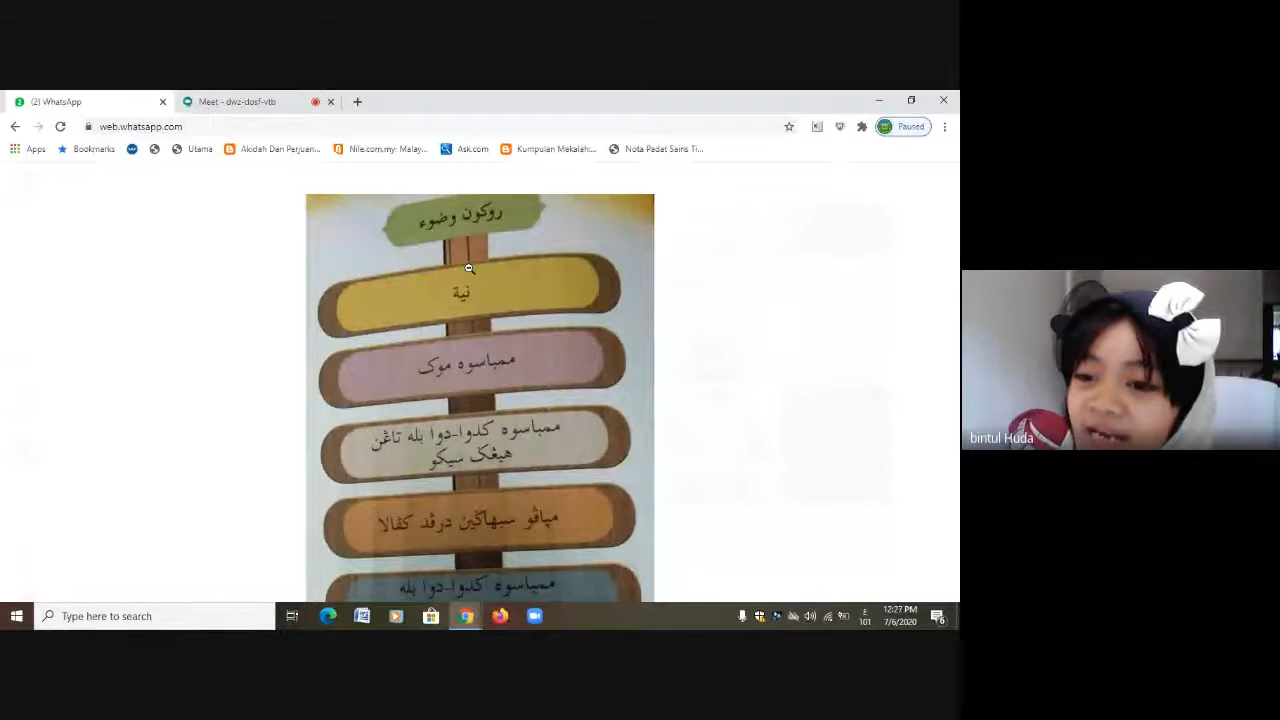 (2) WhatsApp
Meet - dwz-dosf-vtb
web.whatsapp.com
Paused
Apps
Bookmarks
Utama
Akidah Dan Perjuan...
Nile.com.my: Malay...
Ask.com
Kumpulan Makalah:...
Nota Padat Sains Ti...
روكون وضوء
نية
ممباسوه موک
ممباسوه کدوا-دوا بله تاڠن
هيڠݢ سيکو
مڽاڤو سبهاݢين درڤد کڤالا
ممباسوه کدوا-دوا بله
bintul Huda
Type here to search
E
101
12:27 PM
7/6/2020
6